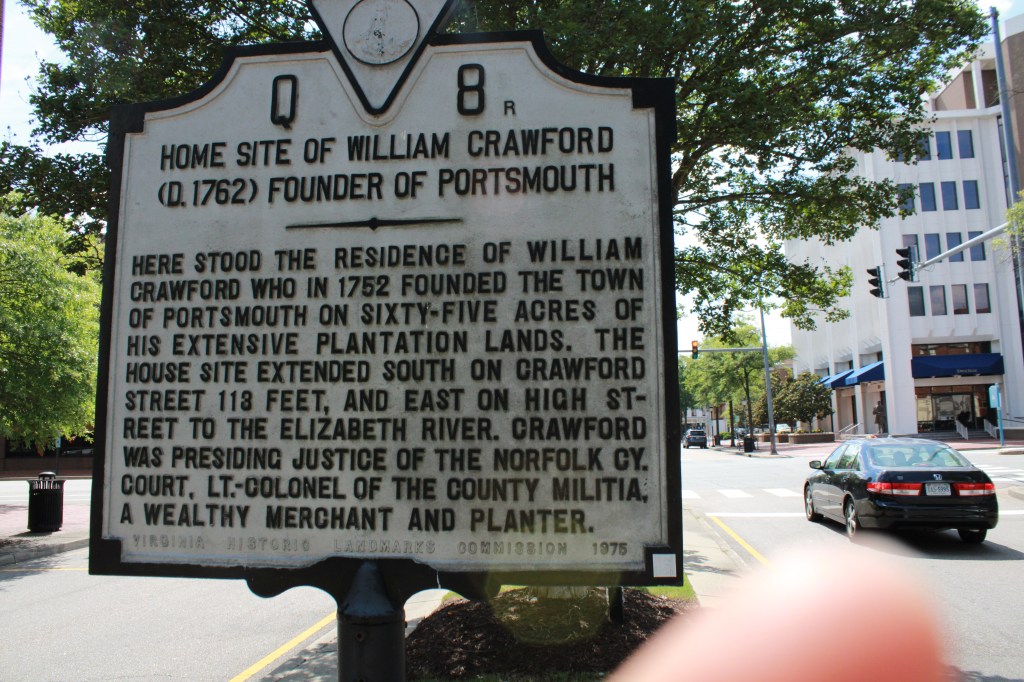 Q 8 R
HOME SITE OF WILLIAM CRAWFORD
(D. 1762) FOUNDER OF PORTSMOUTH
HERE STOOD THE RESIDENCE OF WILLIAM
CRAWFORD WHO IN 1752 FOUNDED THE TOWN
OF PORTSMOUTH ON SIXTY-FIVE ACRES OF
HIS EXTENSIVE PLANTATION LANDS. THE
HOUSE SITE EXTENDED SOUTH ON CRAWFORD
STREET 113 FEET, AND EAST ON HIGH ST-
REET TO THE ELIZABETH RIVER. CRAWFORD
WAS PRESIDING JUSTICE OF THE NORFOLK CY.
COURT, LT.-COLONEL OF THE COUNTY MILITIA,
A WEALTHY MERCHANT AND PLANTER.
VIRGINIA HISTORIC LANDMARKS COMMISSION 1975